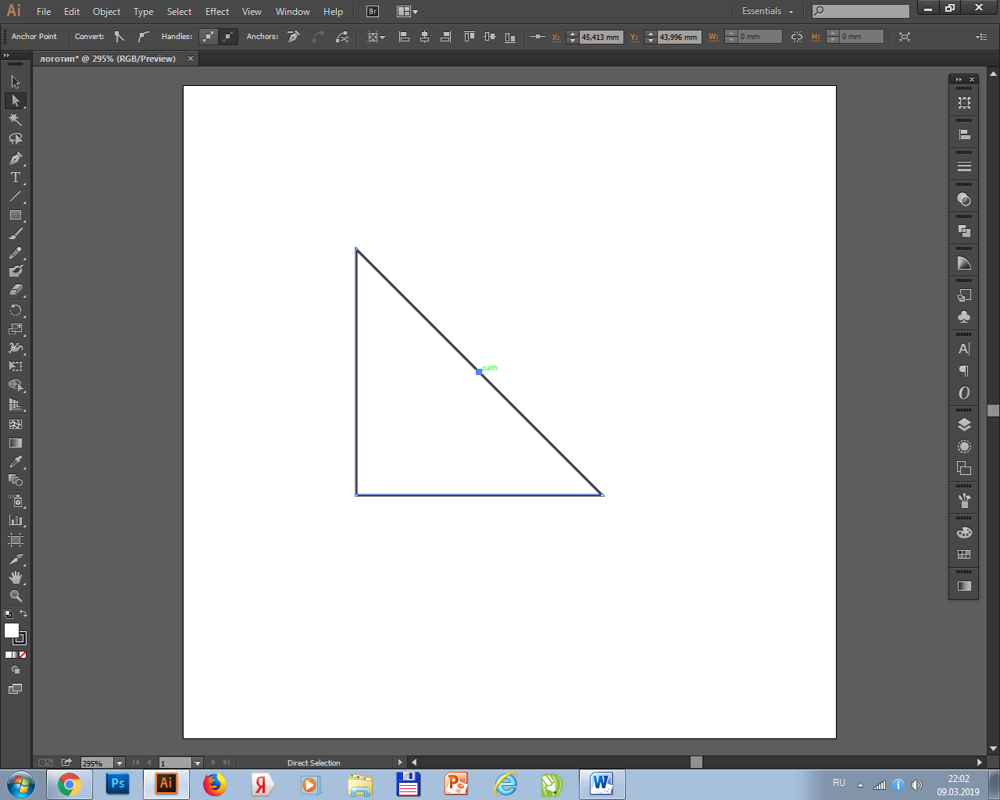 Ai File Edit Object Type Select Effect View Window Help Br Essentials
Anchor Point Convert: Handles: Anchors: X: 45,413 mm Y: 43,996 mm W: 0 mm H: 0 mm
логотип* @ 295% (RGB/Preview)
path
295% 1 Direct Selection
Ps Ai Я P W RU 22:02
09.03.2019